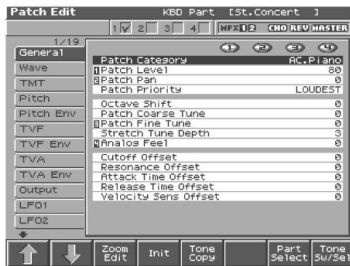 Patch Edit KBD Part [St.Concert ]
1 2 3 4 MFX1 2 CHO REV MASTER
1/19
General
Wave
TMT
Pitch
Pitch Env
TVF
TVF Env
TVA
TVA Env
Output
LFO1
LFO2
1 2 3 4
Patch Category AC.Piano
1 Patch Level 80
2 Patch Pan 0
Patch Priority LOUDEST
Octave Shift 0
Patch Coarse Tune 0
3 Patch Fine Tune 0
Stretch Tune Depth 3
4 Analog Feel 0
Cutoff Offset 0
Resonance Offset 0
Attack Time Offset 0
Release Time Offset 0
Velocity Sens Offset 0
Zoom Edit
Init
Tone Copy
Part Select
Tone Sw/Sel